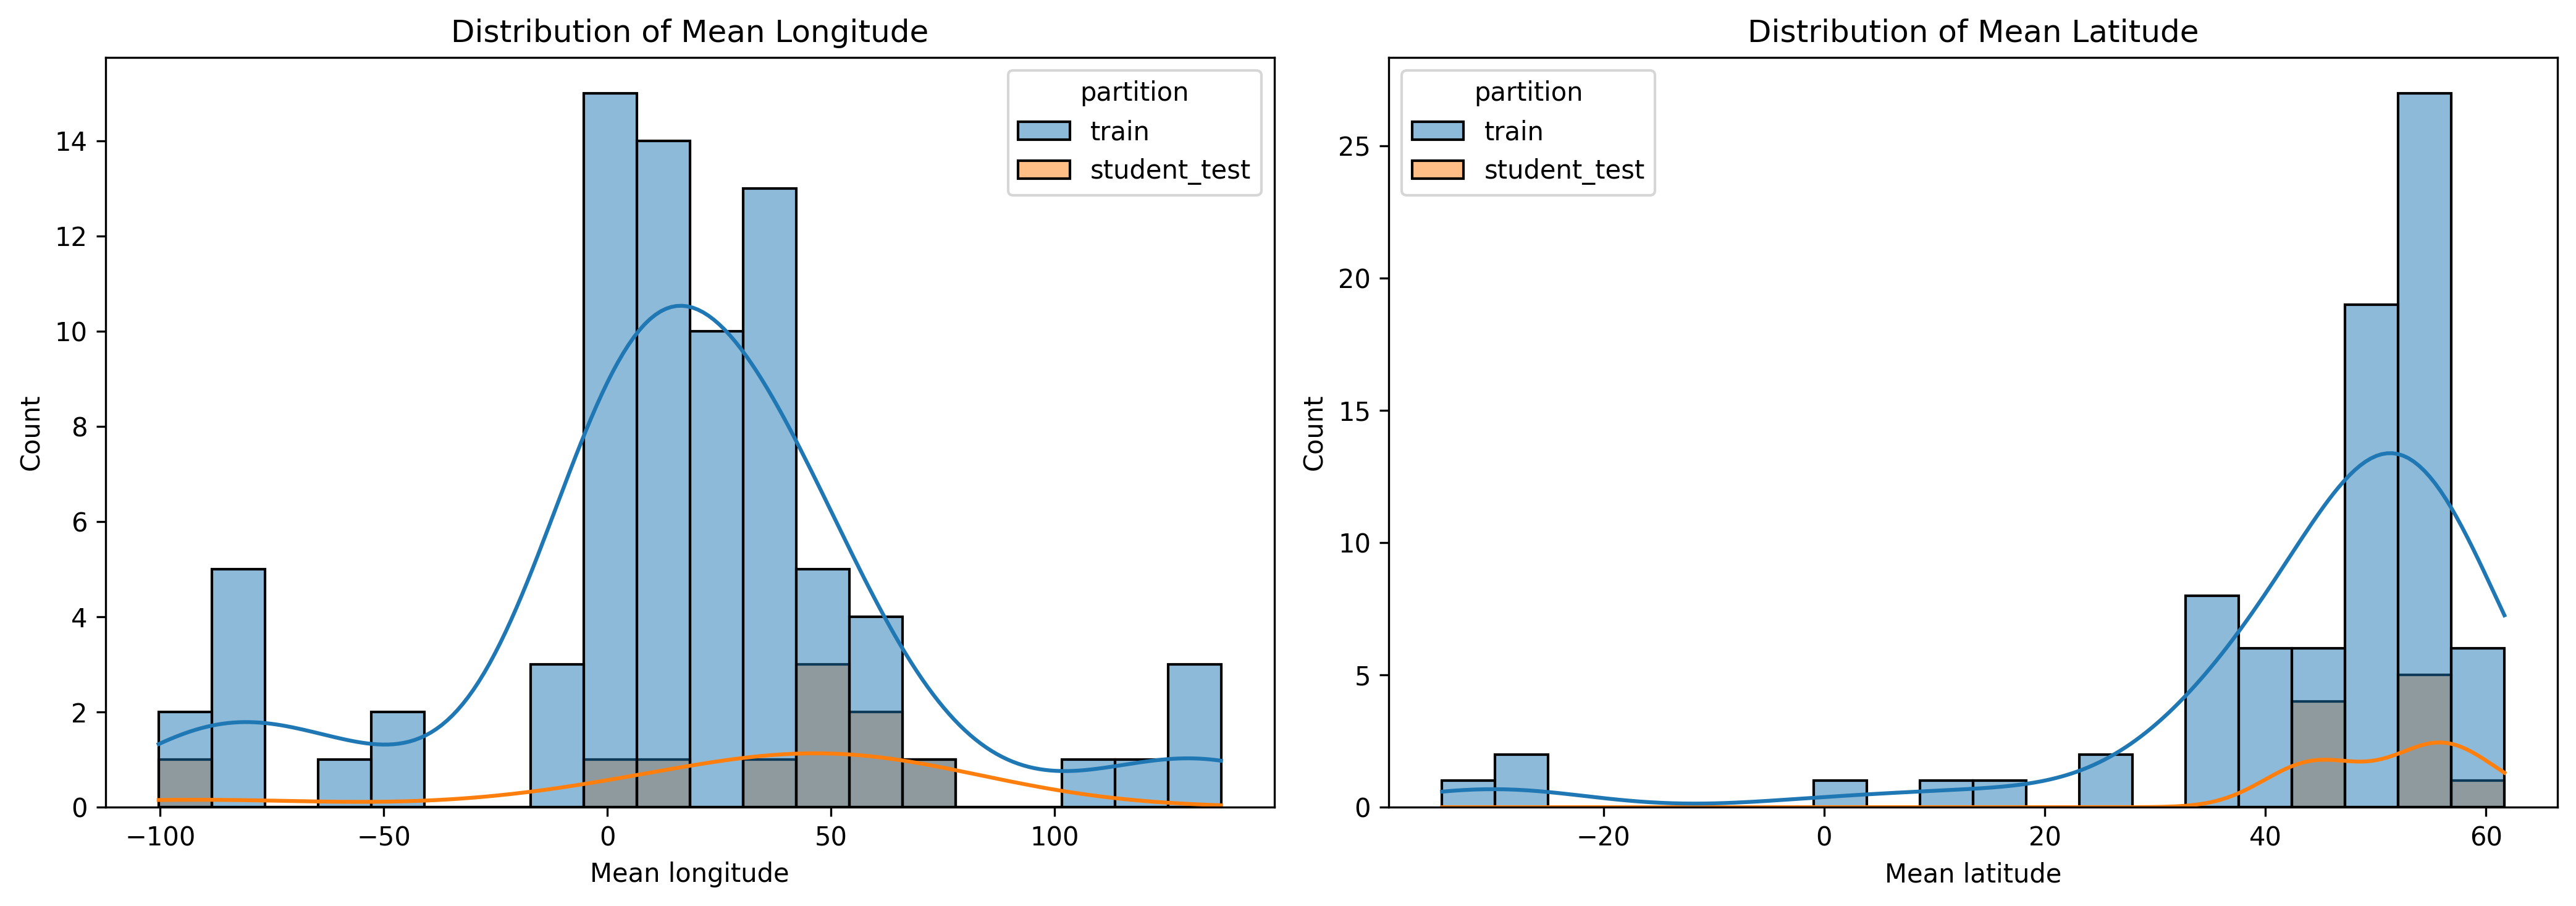 Distribution of Mean Longitude
partition
train
student_test
14
12
10
8
6
4
2
0
Count
−100
−50
0
50
100
Mean longitude
Distribution of Mean Latitude
partition
train
student_test
25
20
15
10
5
0
Count
−20
0
20
40
60
Mean latitude